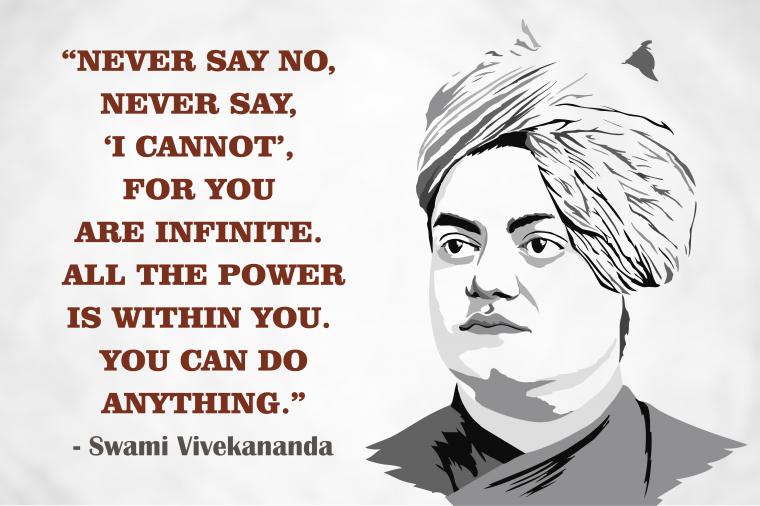 “NEVER SAY NO,
NEVER SAY,
‘I CANNOT’,
FOR YOU
ARE INFINITE.
ALL THE POWER
IS WITHIN YOU.
YOU CAN DO
ANYTHING.”
- Swami Vivekananda